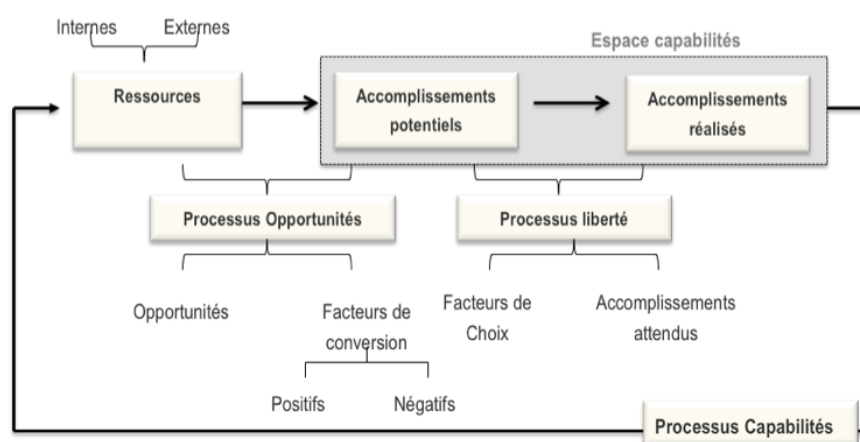 Internes Externes
Espace capabilités
Ressources
Accomplissements
potentiels
Accomplissements
réalisés
Processus Opportunités
Processus liberté
Opportunités
Facteurs de
conversion
Facteurs de
Choix
Accomplissements
attendus
Positifs Négatifs
Processus Capabilités